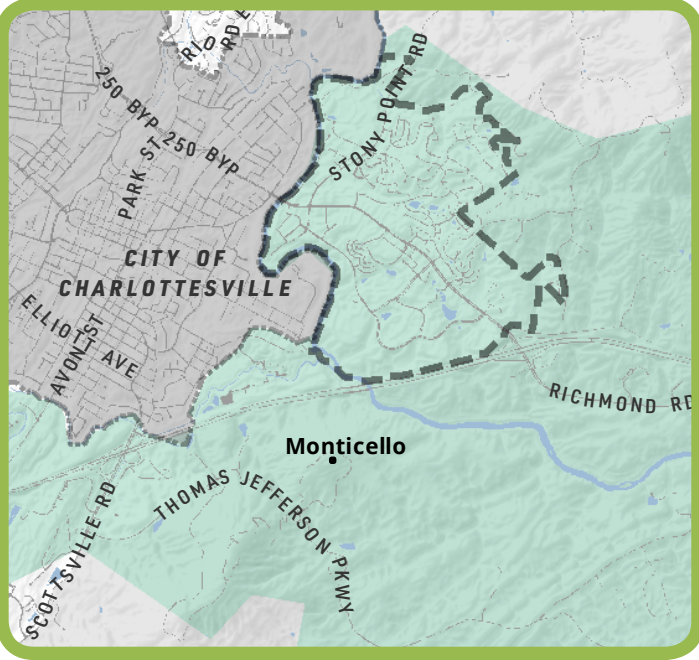 RIO RD E
250 BYP 250 BYP
STONY POINT RD
PARK ST
CITY OF
CHARLOTTESVILLE
ELLIOTT AVE
AVON ST
RICHMOND RD
Monticello
THOMAS JEFFERSON PKWY
SCOTTSVILLE RD